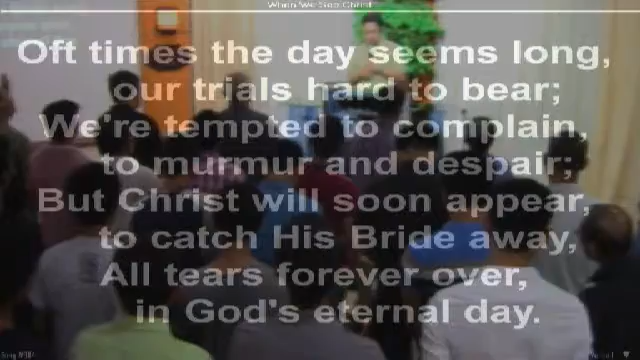 When We See Christ
Oft times the day seems long,
our trials hard to bear;
We're tempted to complain,
to murmur and despair;
But Christ will soon appear,
to catch His Bride away,
All tears forever over,
in God's eternal day.